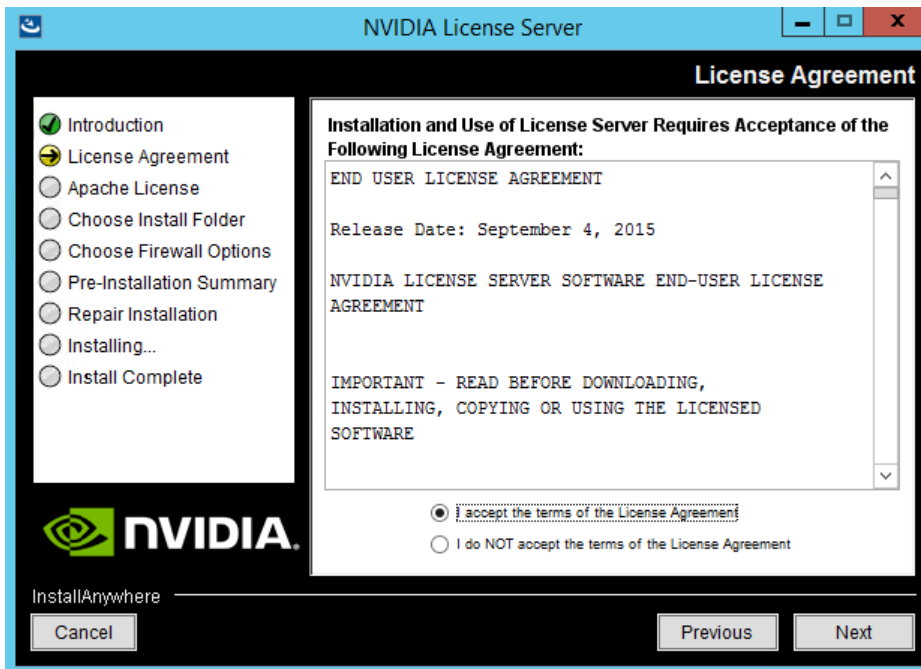 NVIDIA License Server
License Agreement
Introduction
License Agreement
Apache License
Choose Install Folder
Choose Firewall Options
Pre-Installation Summary
Repair Installation
Installing...
Install Complete
Installation and Use of License Server Requires Acceptance of the
Following License Agreement:
END USER LICENSE AGREEMENT
Release Date: September 4, 2015
NVIDIA LICENSE SERVER SOFTWARE END-USER LICENSE
AGREEMENT
IMPORTANT - READ BEFORE DOWNLOADING,
INSTALLING, COPYING OR USING THE LICENSED
SOFTWARE
I accept the terms of the License Agreement
I do NOT accept the terms of the License Agreement
NVIDIA.
InstallAnywhere
Cancel
Previous
Next